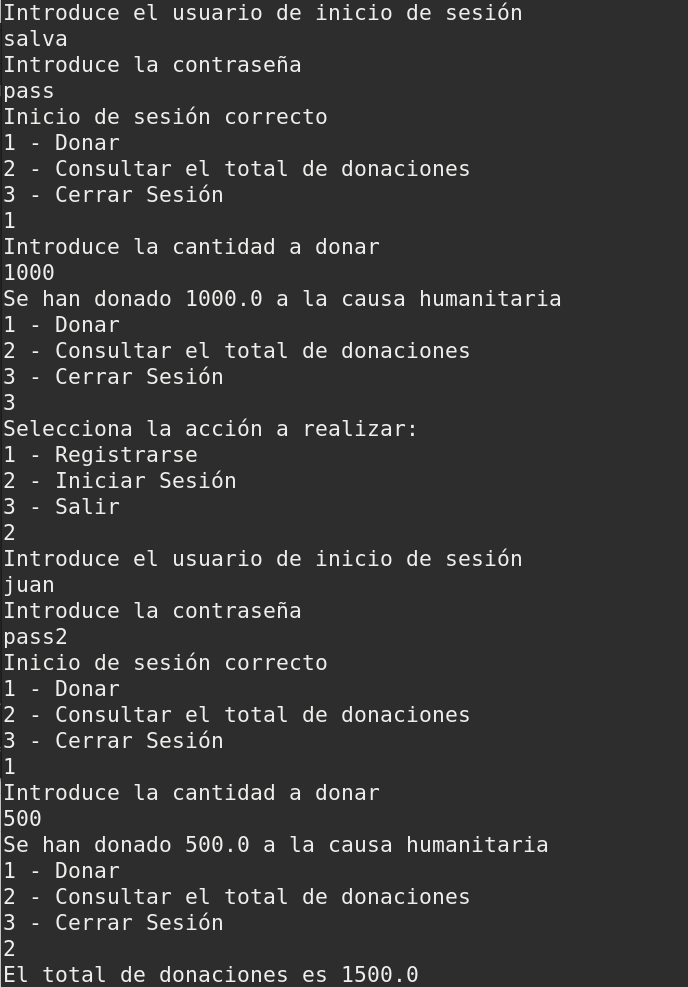 Introduce el usuario de inicio de sesión
salva
Introduce la contraseña
pass
Inicio de sesión correcto
1 - Donar
2 - Consultar el total de donaciones
3 - Cerrar Sesión
1
Introduce la cantidad a donar
1000
Se han donado 1000.0 a la causa humanitaria
1 - Donar
2 - Consultar el total de donaciones
3 - Cerrar Sesión
3
Selecciona la acción a realizar:
1 - Registrarse
2 - Iniciar Sesión
3 - Salir
2
Introduce el usuario de inicio de sesión
juan
Introduce la contraseña
pass2
Inicio de sesión correcto
1 - Donar
2 - Consultar el total de donaciones
3 - Cerrar Sesión
1
Introduce la cantidad a donar
500
Se han donado 500.0 a la causa humanitaria
1 - Donar
2 - Consultar el total de donaciones
3 - Cerrar Sesión
2
El total de donaciones es 1500.0